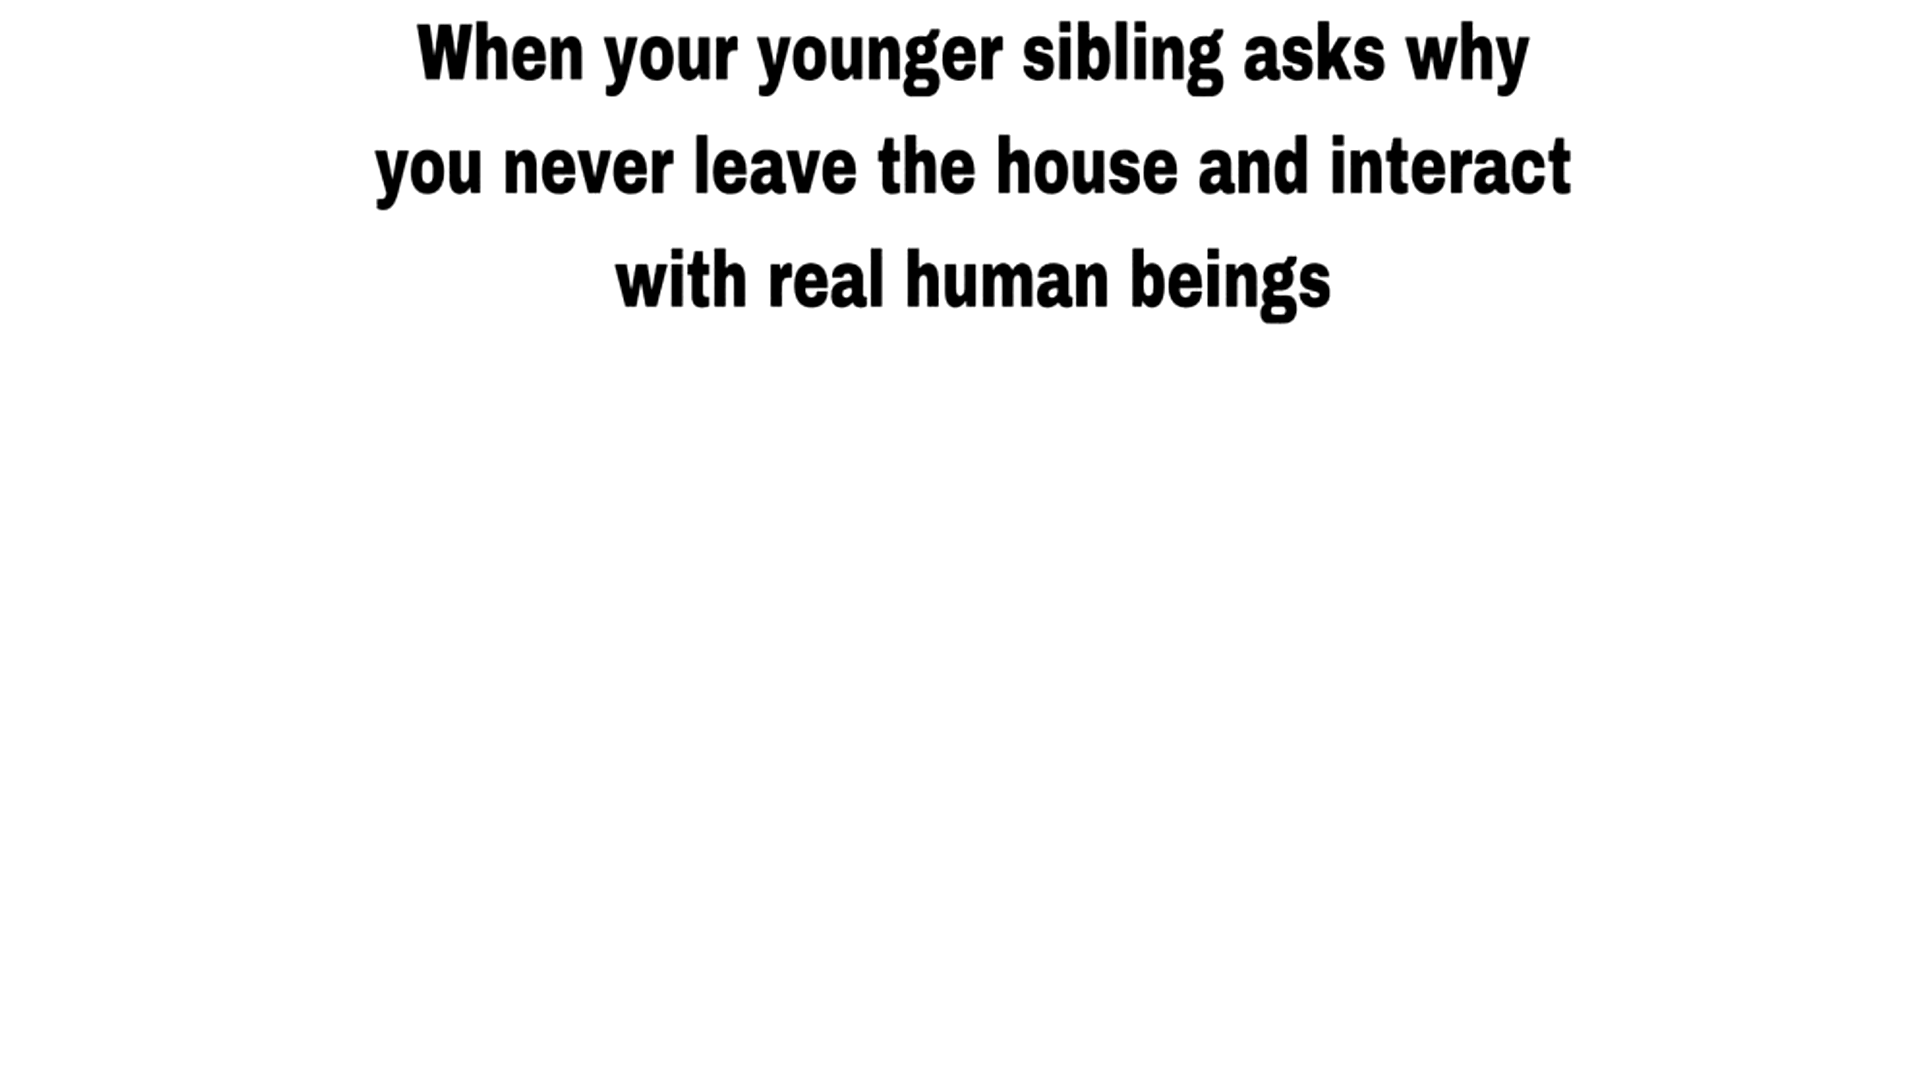 When your younger sibling asks why
you never leave the house and interact
with real human beings